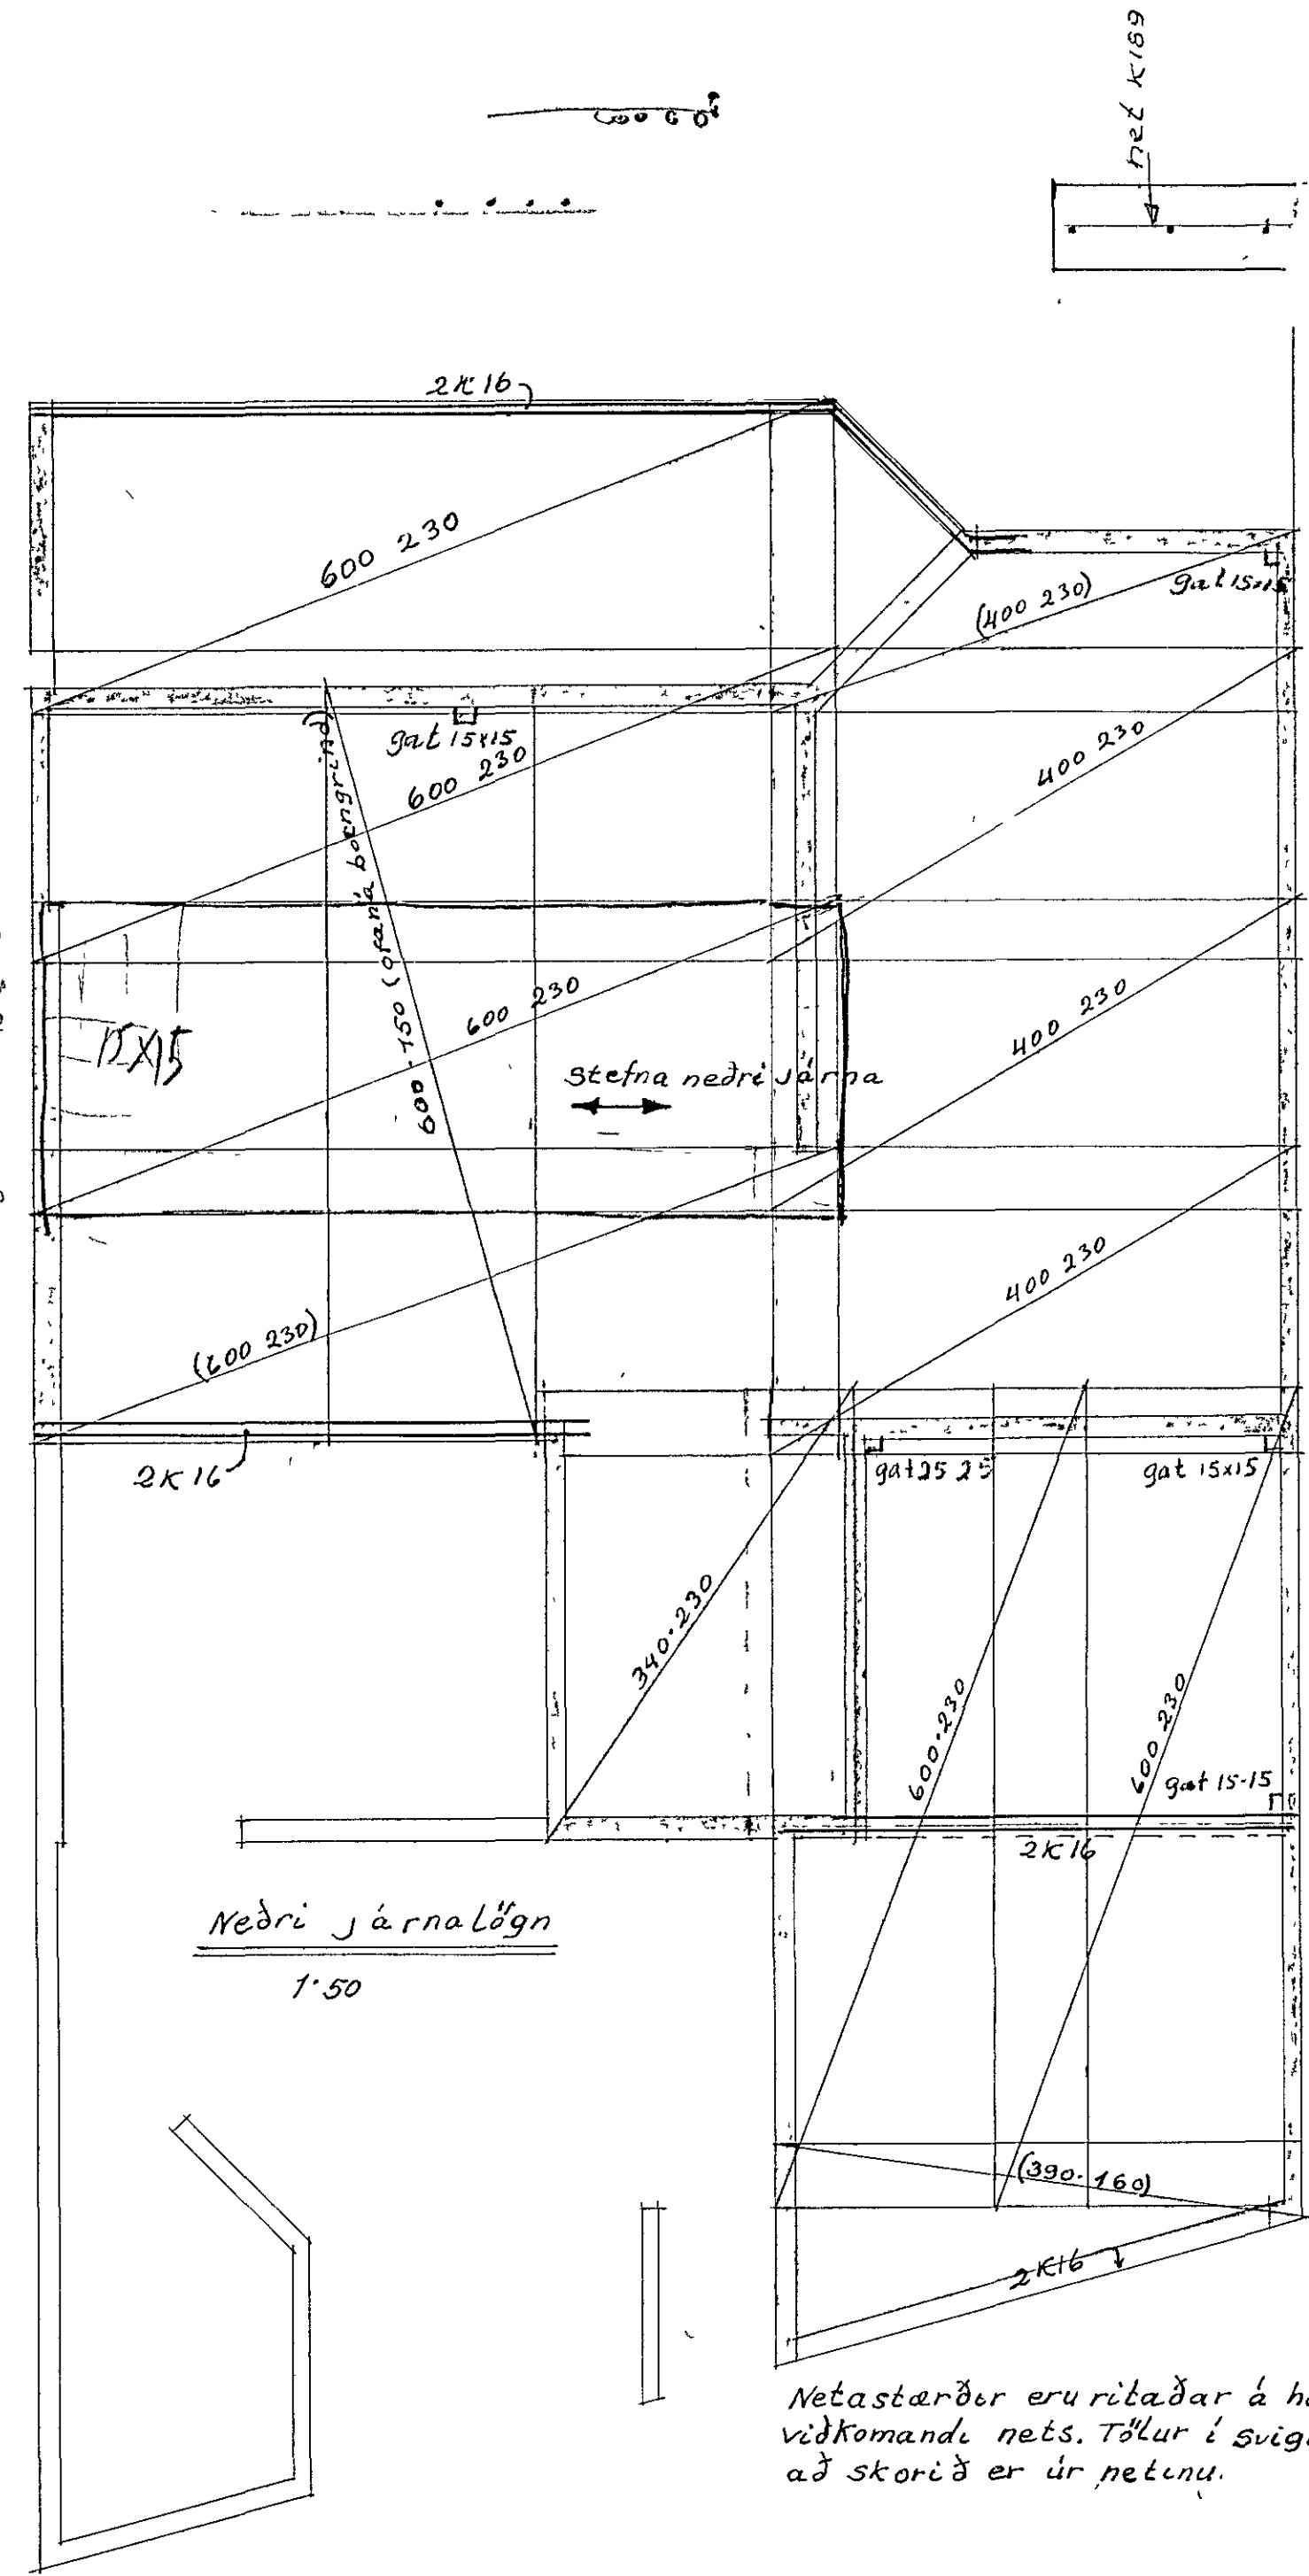 net K189
2K16
600 230
(400 230)
gat 15x15
gat 15x15
600 230
400 230
600·150 (ofaná þar
600 230
400 230
15X15
Stefna neðri járna
400 230
(600 230)
2K16
gat 25 25
gat 15x15
340·230
600·230
600 230
gat 15·15
2K16
Neðri járnalögn
1·50
(390·160)
2K16
Netastærðir eru ritaðar á
viðkomandi nets. Tölur í
að skorið er úr netinu.